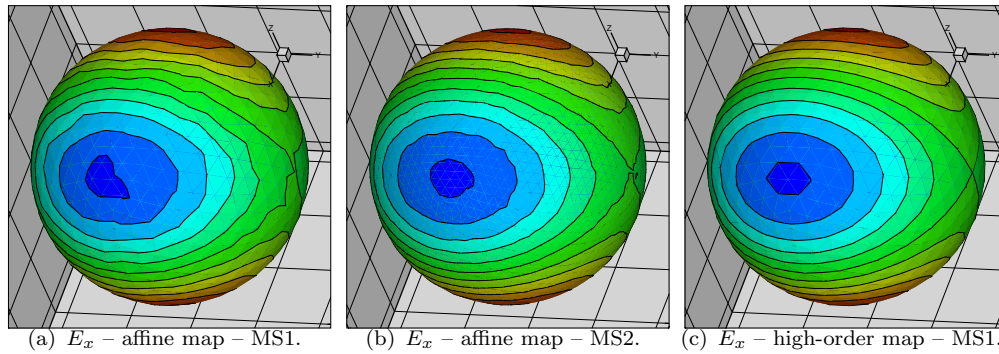 Z Z Z
Y Y Y
X X X
(a) E_x – affine map – MS1. (b) E_x – affine map – MS2. (c) E_x – high-order map – MS1.